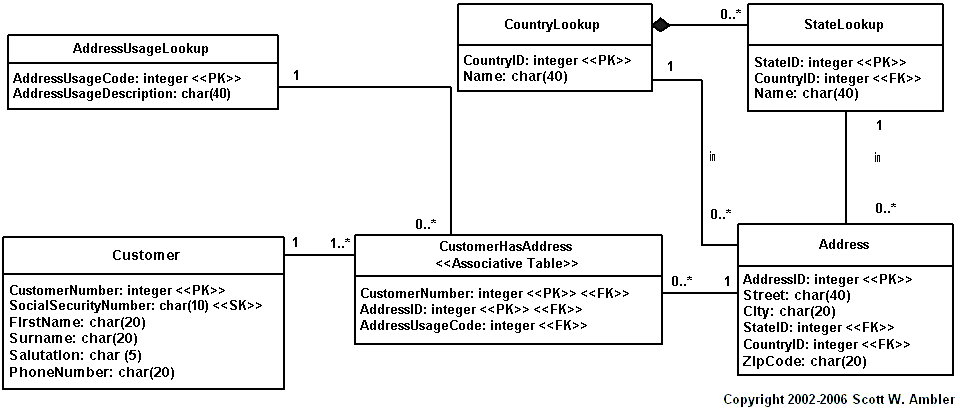 CountryLookup
CountryID: integer <<PK>>
Name: char(40)
0..*
StateLookup
StateID: integer <<PK>>
CountryID: integer <<FK>>
Name: char(40)
AddressUsageLookup
AddressUsageCode: integer <<PK>>
AddressUsageDescription: char(40)
1
1
1
in
in
0..*
0..*
0..*
Customer
CustomerNumber: integer <<PK>>
SocialSecurityNumber: char(10) <<SK>>
FirstName: char(20)
Surname: char(20)
Salutation: char (5)
PhoneNumber: char(20)
1
1..*
CustomerHasAddress
<<Associative Table>>
CustomerNumber: integer <<PK>> <<FK>>
AddressID: integer <<PK>> <<FK>>
AddressUsageCode: integer <<FK>>
0..*
1
Address
AddressID: integer <<PK>>
Street: char(40)
City: char(20)
StateID: integer <<FK>>
CountryID: integer <<FK>>
ZipCode: char(20)
Copyright 2002-2006 Scott W. Ambler